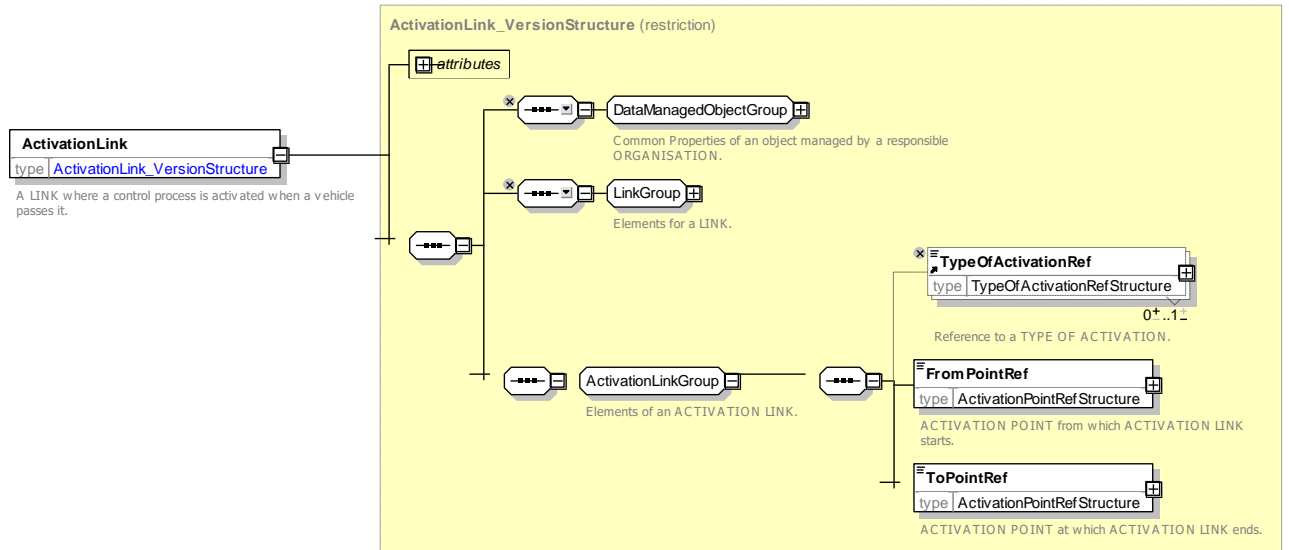 ActivationLink_VersionStructure (restriction)
attributes
DataManagedObjectGroup
Common Properties of an object managed by a responsible
ORGANISATION.
ActivationLink
type ActivationLink_VersionStructure
A LINK where a control process is activated when a vehicle
passes it.
LinkGroup
Elements for a LINK.
TypeOfActivationRef
type TypeOfActivationRefStructure
0..1
Reference to a TYPE OF ACTIVATION.
ActivationLinkGroup
Elements of an ACTIVATION LINK.
FromPointRef
type ActivationPointRefStructure
ACTIVATION POINT from which ACTIVATION LINK
starts.
ToPointRef
type ActivationPointRefStructure
ACTIVATION POINT at which ACTIVATION LINK ends.